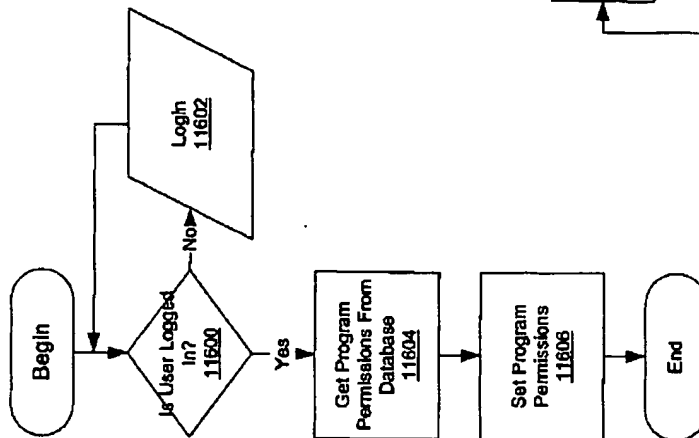 Begin
Is User Logged
In?
11600
No
Login
11602
Yes
Get Program
Permissions From
Database
11604
Set Program
Permissions
11606
End